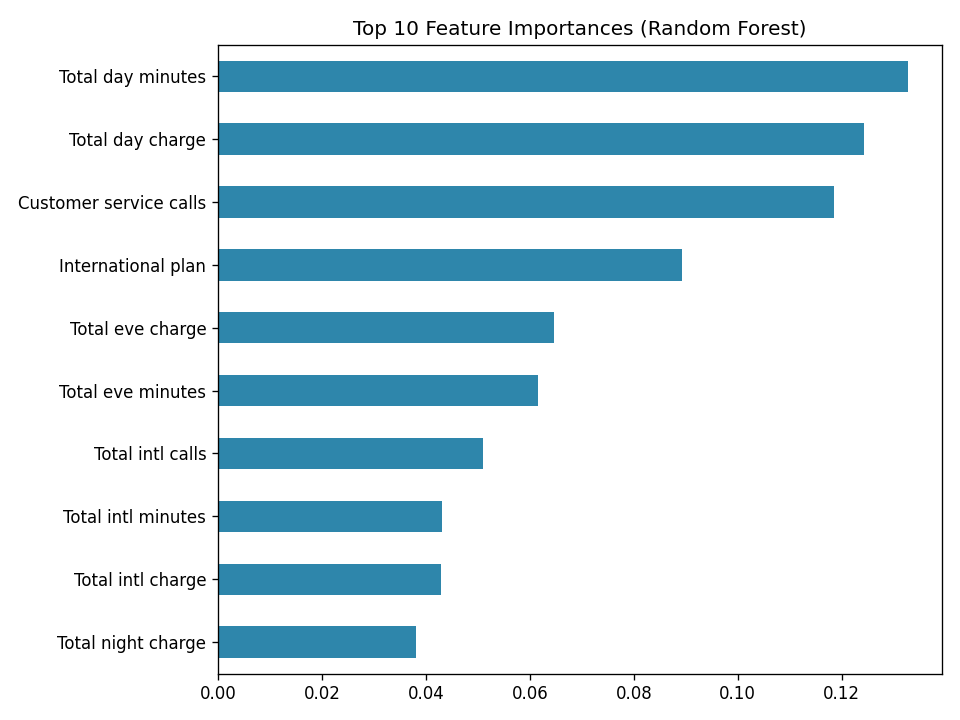 Top 10 Feature Importances (Random Forest)
Total day minutes
Total day charge
Customer service calls
International plan
Total eve charge
Total eve minutes
Total intl calls
Total intl minutes
Total intl charge
Total night charge
0.00 0.02 0.04 0.06 0.08 0.10 0.12